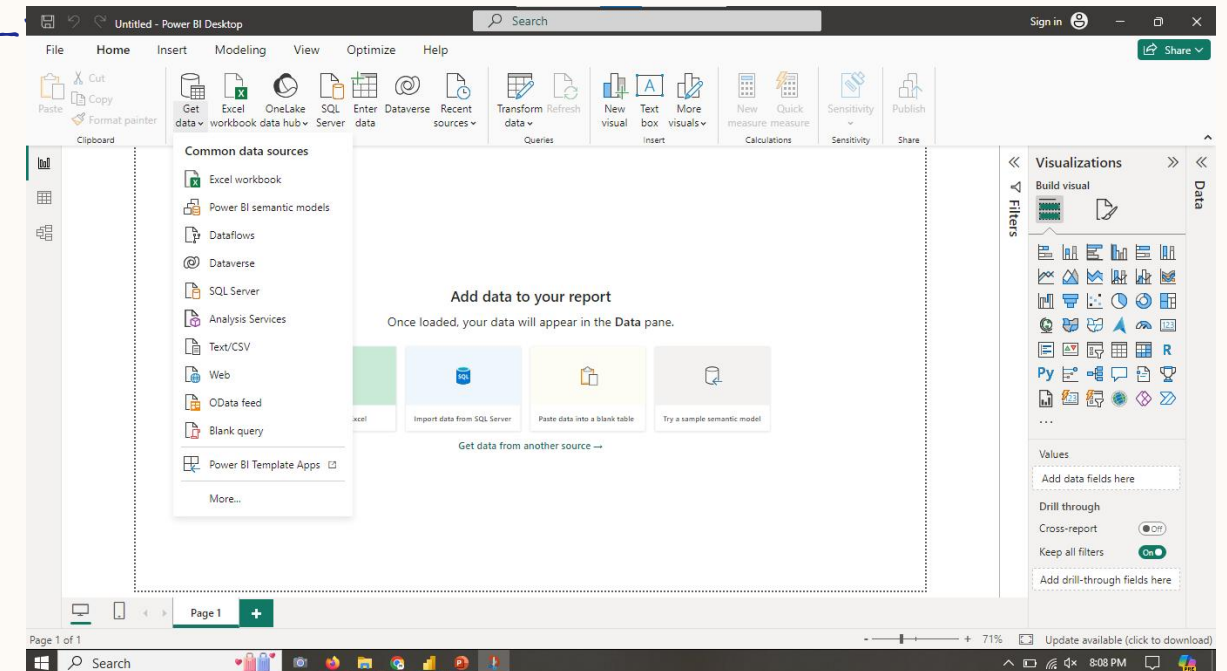 Untitled - Power BI Desktop
Search
Sign in
File Home Insert Modeling View Optimize Help
Share
Paste
Cut
Copy
Format painter
Clipboard
Get data
Excel workbook
OneLake data hub
SQL Server
Enter data
Dataverse
Recent sources
Transform data
Refresh
Queries
New visual
Text box
More visuals
Insert
New measure
Quick measure
Calculations
Sensitivity
Sensitivity
Publish
Share
Common data sources
Excel workbook
Power BI semantic models
Dataflows
Dataverse
SQL Server
Analysis Services
Text/CSV
Web
OData feed
Blank query
Power BI Template Apps
More...
Add data to your report
Once loaded, your data will appear in the Data pane.
xcel
SQL
Import data from SQL Server
Paste data into a blank table
Try a sample semantic model
Get data from another source →
Filters
Visualizations
Build visual
123
R
Py
123
...
Values
Add data fields here
Drill through
Cross-report Off
Keep all filters On
Add drill-through fields here
Data
Page 1
+
Page 1 of 1
- + 71%
Update available (click to download)
Search
8:08 PM